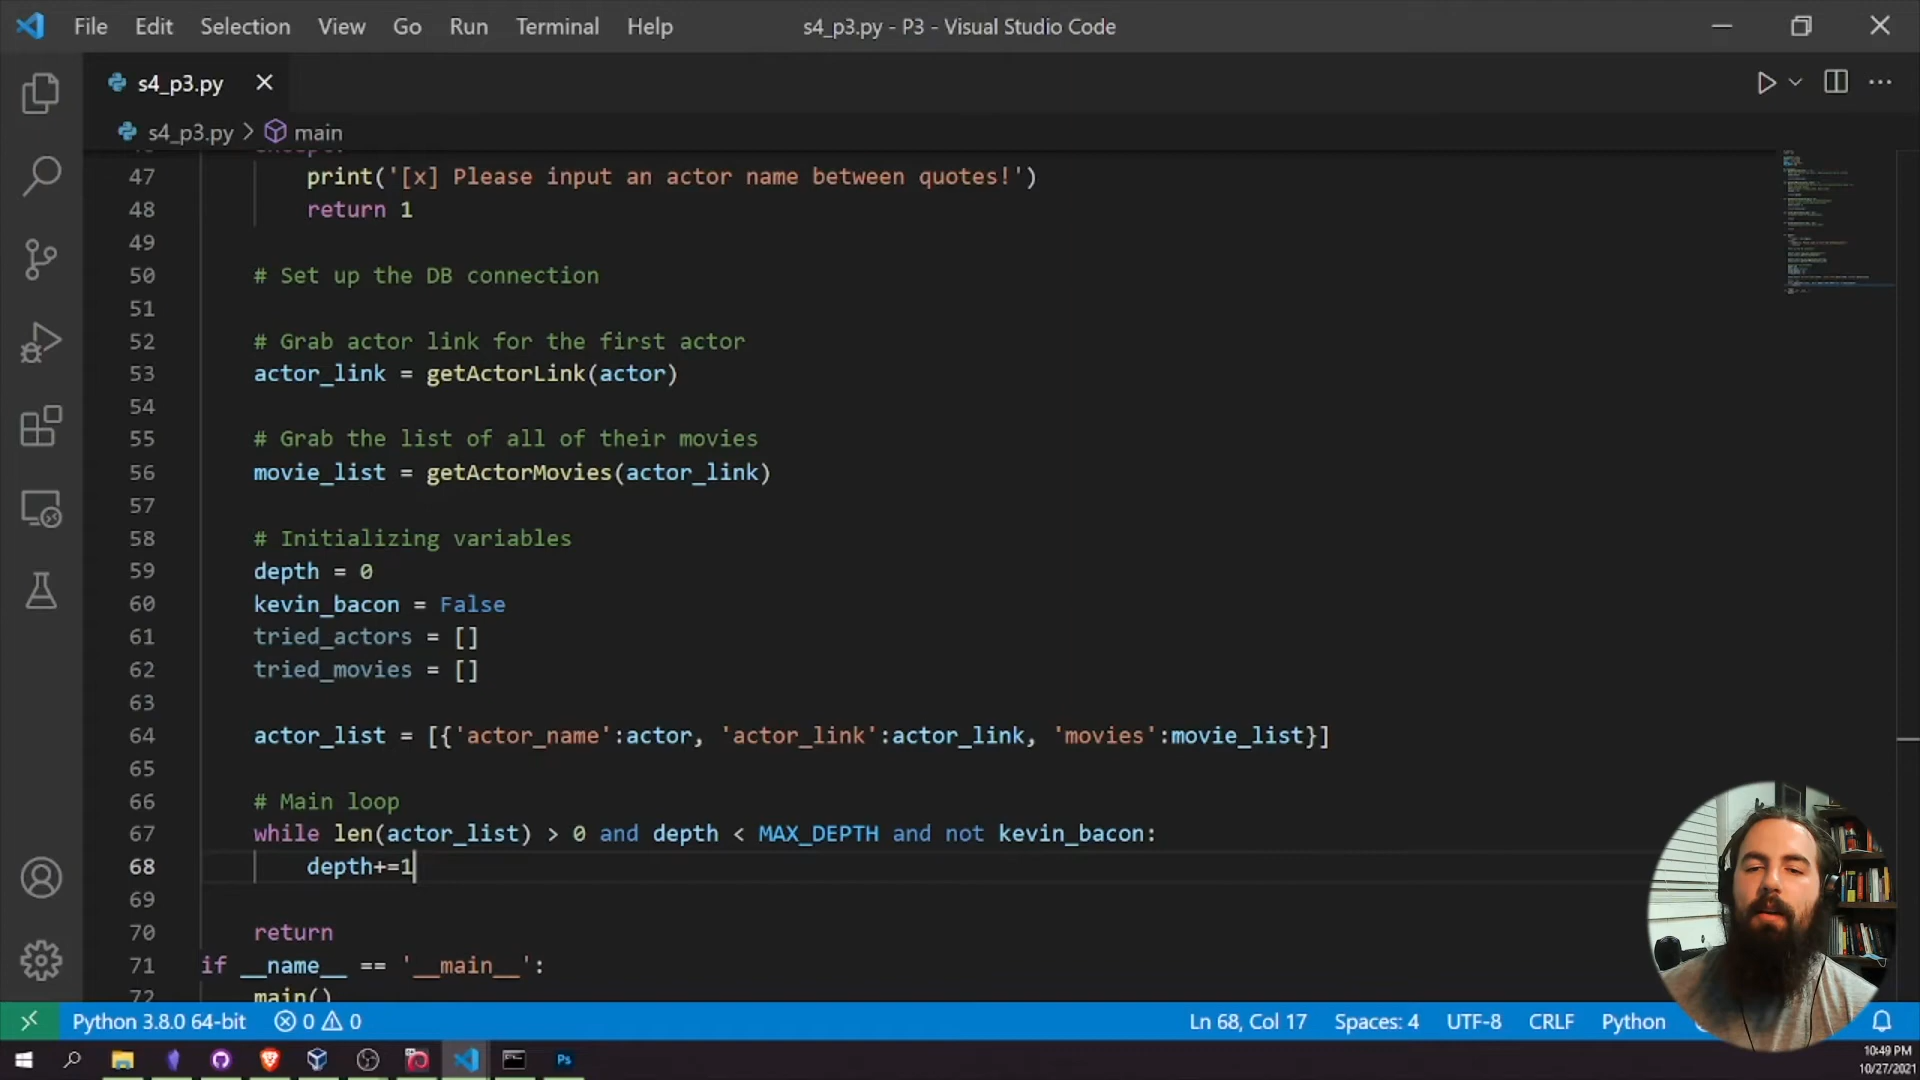 File Edit Selection View Go Run Terminal Help s4_p3.py - P3 - Visual Studio Code
s4_p3.py
s4_p3.py > main
47 print('[x] Please input an actor name between quotes!')
48 return 1
49
50 # Set up the DB connection
51
52 # Grab actor link for the first actor
53 actor_link = getActorLink(actor)
54
55 # Grab the list of all of their movies
56 movie_list = getActorMovies(actor_link)
57
58 # Initializing variables
59 depth = 0
60 kevin_bacon = False
61 tried_actors = []
62 tried_movies = []
63
64 actor_list = [{'actor_name':actor, 'actor_link':actor_link, 'movies':movie_list}]
65
66 # Main loop
67 while len(actor_list) > 0 and depth < MAX_DEPTH and not kevin_bacon:
68 depth+=1
69
70 return
71 if __name__ == '__main__':
72 main()
Python 3.8.0 64-bit 0 0 Ln 68, Col 17 Spaces: 4 UTF-8 CRLF Python
Ps
10:49 PM
10/27/2021